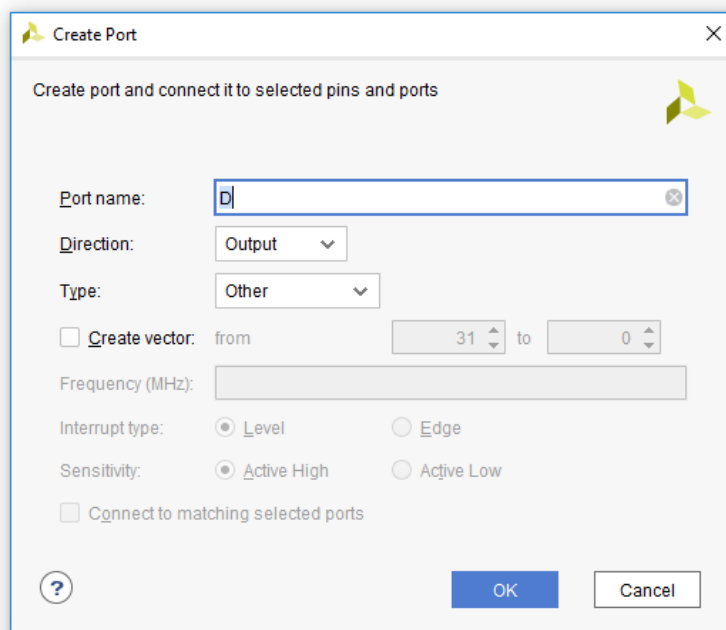 Create Port
Create port and connect it to selected pins and ports
Port name: D
Direction: Output
Type: Other
Create vector: from 31 to 0
Frequency (MHz):
Interrupt type: Level Edge
Sensitivity: Active High Active Low
Connect to matching selected ports
? OK Cancel